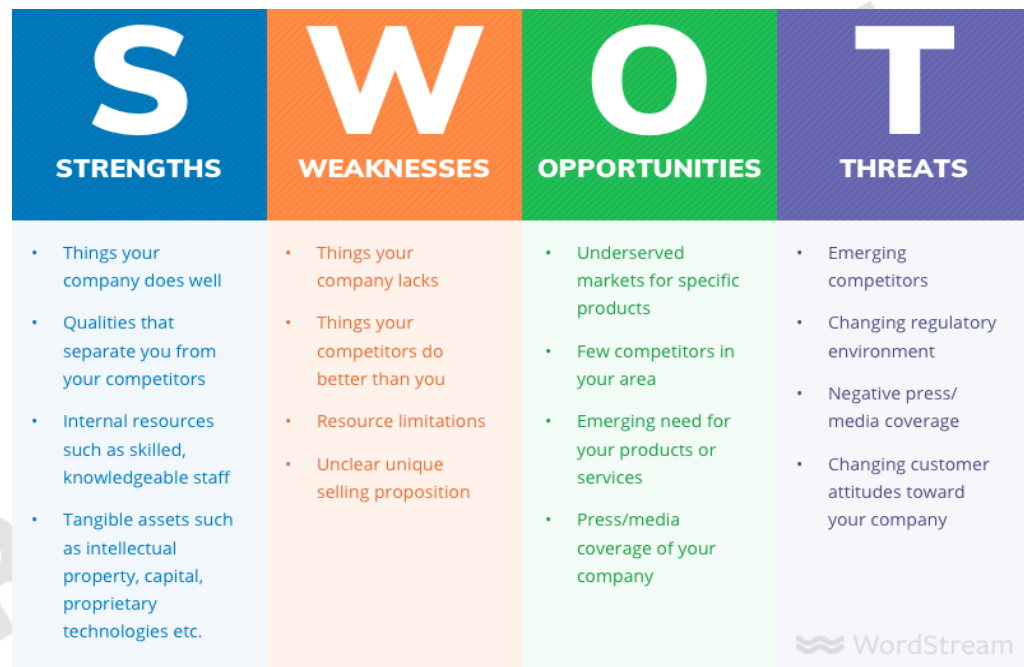 S
STRENGTHS
• Things your
company does well
• Qualities that
separate you from
your competitors
• Internal resources
such as skilled,
knowledgeable staff
• Tangible assets such
as intellectual
property, capital,
proprietary
technologies etc.
W
WEAKNESSES
• Things your
company lacks
• Things your
competitors do
better than you
• Resource limitations
• Unclear unique
selling proposition
O
OPPORTUNITIES
• Underserved
markets for specific
products
• Few competitors in
your area
• Emerging need for
your products or
services
• Press/media
coverage of your
company
T
THREATS
• Emerging
competitors
• Changing regulatory
environment
• Negative press/
media coverage
• Changing customer
attitudes toward
your company
WordStream